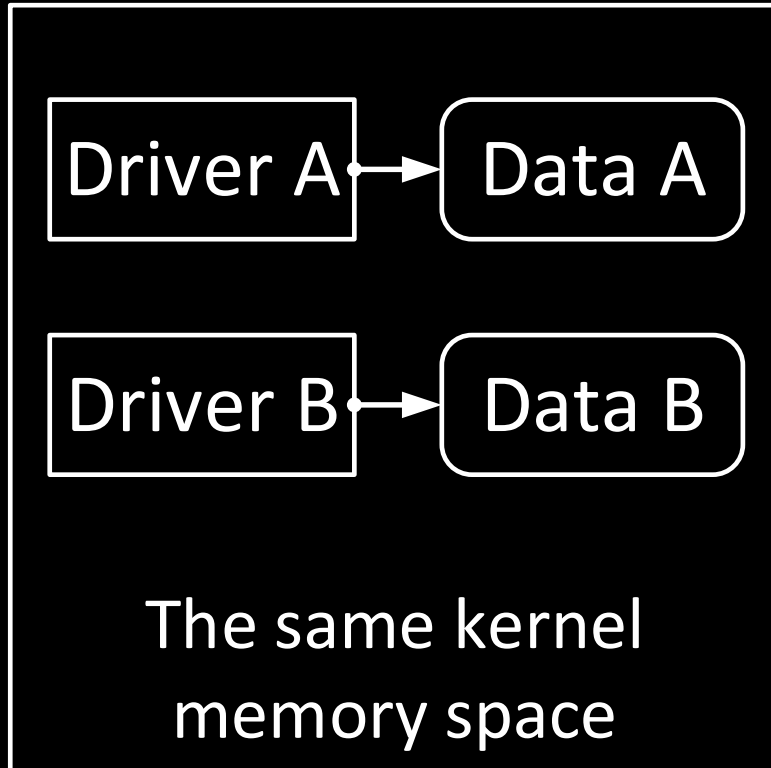 Driver A
Data A
Driver B
Data B
The same kernel
memory space